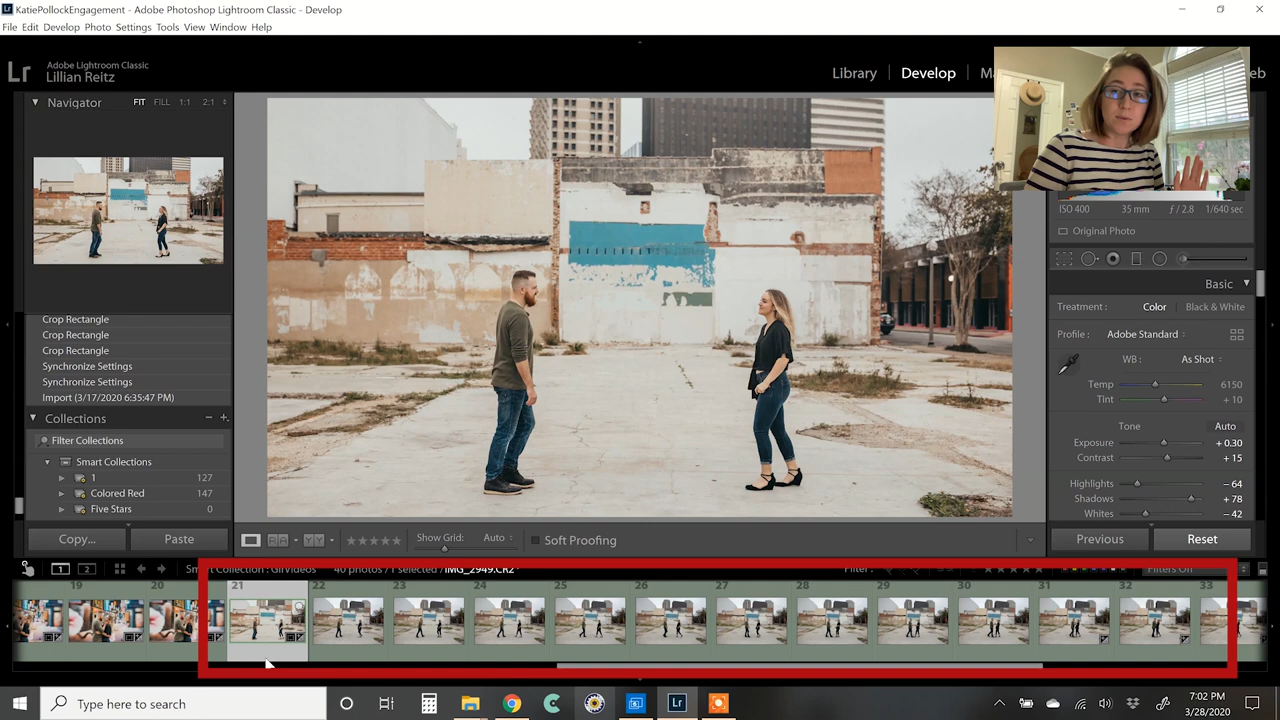 KatiePollockEngagement - Adobe Photoshop Lightroom Classic - Develop
File Edit Develop Photo Settings Tools View Window Help
Lr
Adobe Lightroom Classic
Lillian Reitz
Library
Develop
Navigator
FIT FILL 1:1 2:1
ISO 400 35 mm ƒ / 2.8 1/640 sec
Original Photo
Basic
Treatment : Color Black & White
Profile : Adobe Standard
WB : As Shot
Temp 6150
Tint + 10
Tone Auto
Exposure + 0.30
Contrast + 15
Highlights − 64
Shadows + 78
Whites − 42
Crop Rectangle
Crop Rectangle
Crop Rectangle
Synchronize Settings
Synchronize Settings
Import (3/17/2020 6:35:47 PM)
Collections
Filter Collections
Smart Collections
1 127
Colored Red 147
Five Stars 0
Copy... Paste
Show Grid: Auto
Soft Proofing
Previous Reset
1 2
40 photos / 1 selected / IMG_2949.CR2
Filter :
Filters Off
19 20 21 22 23 24 25 26 27 28 29 30 31 32 33
Type here to search
Lr
7:02 PM
3/28/2020